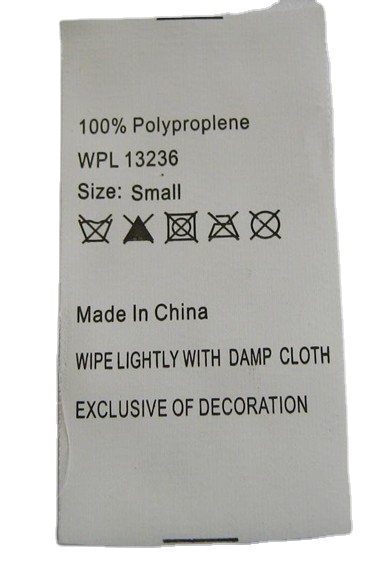 100% Polyproplene
WPL 13236
Size: Small
Made In China
WIPE LIGHTLY WITH DAMP CLOTH
EXCLUSIVE OF DECORATION